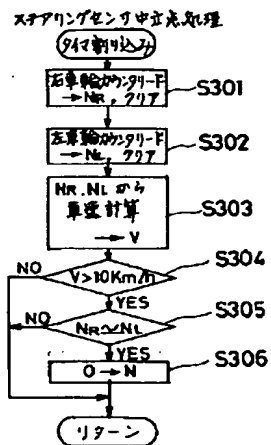 ステアリングセンサ中立点処理
タイマ割り込み
右車輪カウンタリード
→NR, クリア
S301
左車輪カウンタリード
→NL, クリア
S302
NR.NLから
車速計算
→V
S303
V>10Km/h
S304
NO
YES
NR≃NL
S305
NO
YES
O→N
S306
リターン